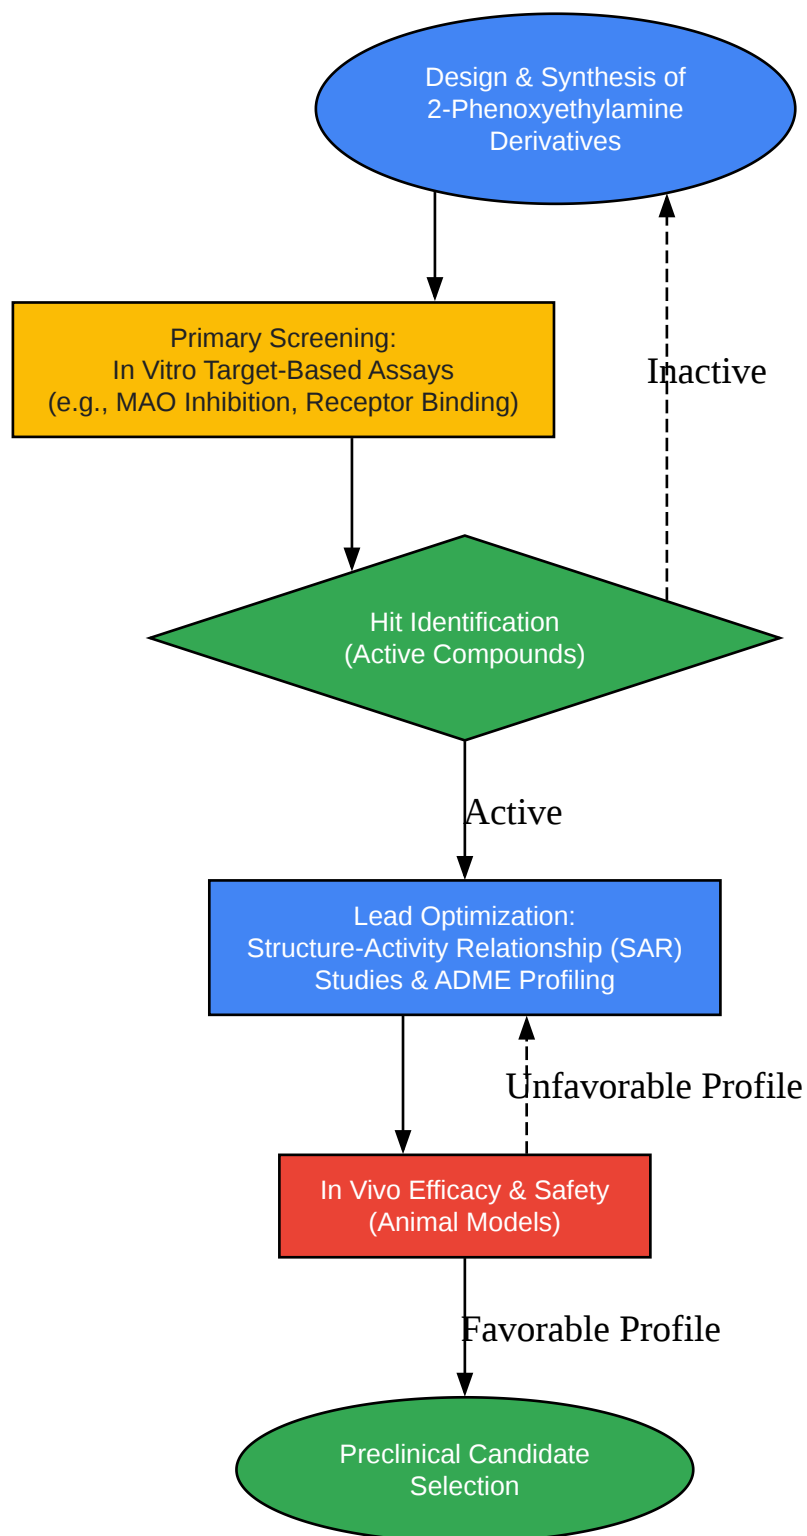 Design & Synthesis of
2-Phenoxyethylamine
Derivatives
Primary Screening:
In Vitro Target-Based Assays
(e.g., MAO Inhibition, Receptor Binding)
Inactive
Hit Identification
(Active Compounds)
Active
Lead Optimization:
Structure-Activity Relationship (SAR)
Studies & ADME Profiling
Unfavorable Profile
In Vivo Efficacy & Safety
(Animal Models)
Favorable Profile
Preclinical Candidate
Selection